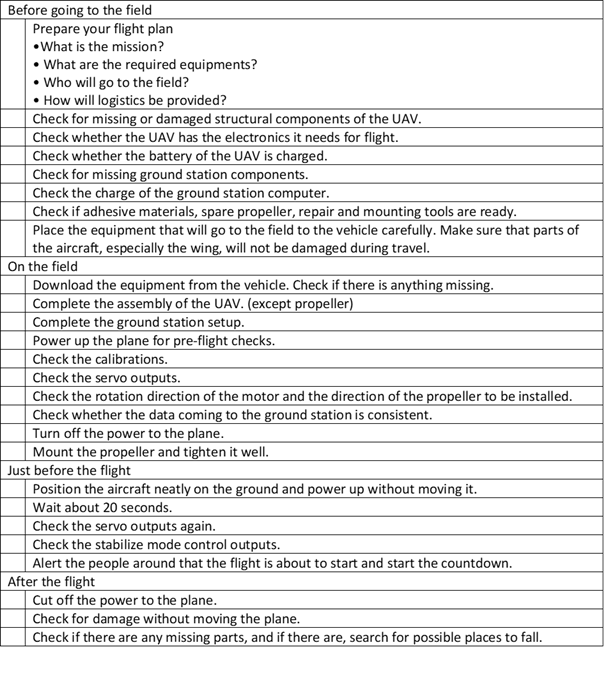 Before going to the field
Prepare your flight plan
•What is the mission?
• What are the required equipments?
• Who will go to the field?
• How will logistics be provided?
Check for missing or damaged structural components of the UAV.
Check whether the UAV has the electronics it needs for flight.
Check whether the battery of the UAV is charged.
Check for missing ground station components.
Check the charge of the ground station computer.
Check if adhesive materials, spare propeller, repair and mounting tools are ready.
Place the equipment that will go to the field to the vehicle carefully. Make sure that parts of
the aircraft, especially the wing, will not be damaged during travel.
On the field
Download the equipment from the vehicle. Check if there is anything missing.
Complete the assembly of the UAV. (except propeller)
Complete the ground station setup.
Power up the plane for pre-flight checks.
Check the calibrations.
Check the servo outputs.
Check the rotation direction of the motor and the direction of the propeller to be installed.
Check whether the data coming to the ground station is consistent.
Turn off the power to the plane.
Mount the propeller and tighten it well.
Just before the flight
Position the aircraft neatly on the ground and power up without moving it.
Wait about 20 seconds.
Check the servo outputs again.
Check the stabilize mode control outputs.
Alert the people around that the flight is about to start and start the countdown.
After the flight
Cut off the power to the plane.
Check for damage without moving the plane.
Check if there are any missing parts, and if there are, search for possible places to fall.